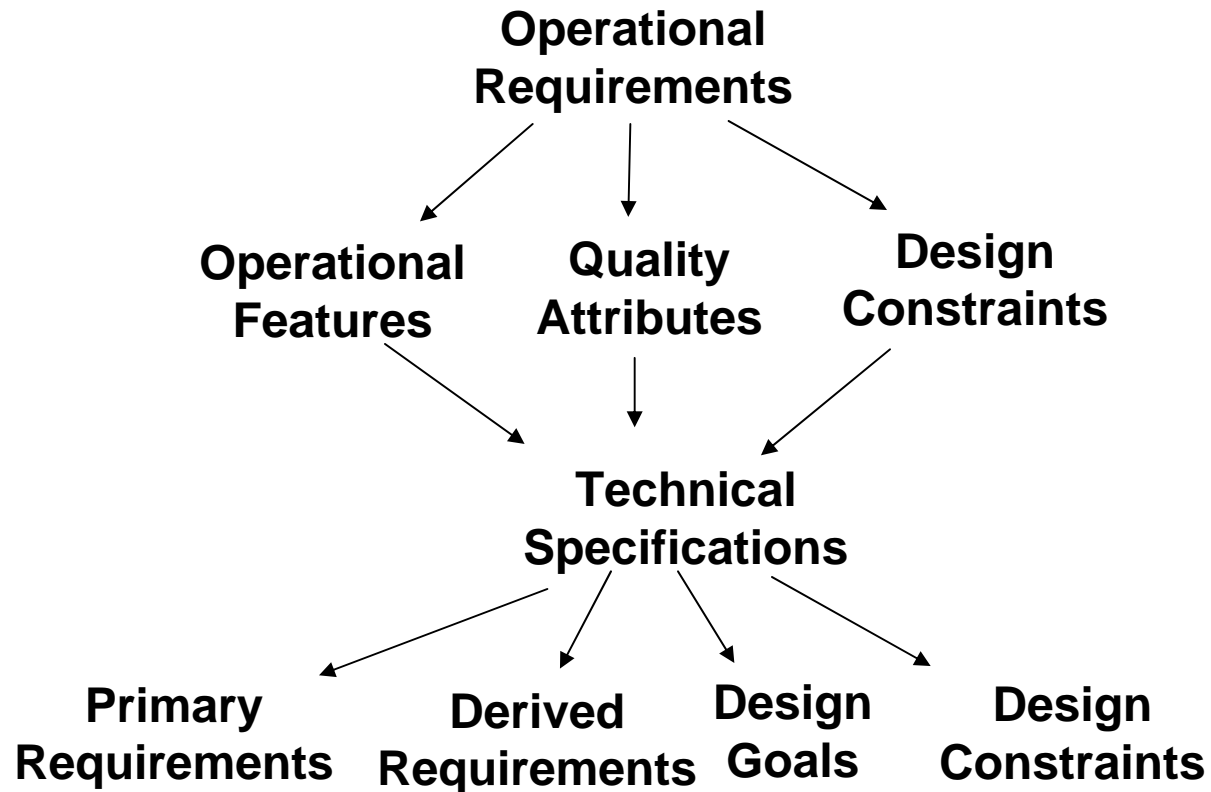 Operational
Requirements
Operational
Features
Quality
Attributes
Design
Constraints
Technical
Specifications
Primary
Requirements
Derived
Requirements
Design
Goals
Design
Constraints